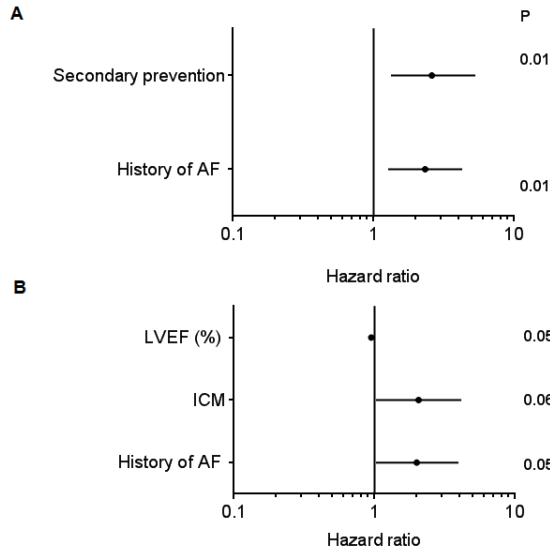 A
P
Secondary prevention
0.01
History of AF
0.01
0.1 1 10
Hazard ratio
B
LVEF (%)
0.05
ICM
0.06
History of AF
0.05
0.1 1 10
Hazard ratio